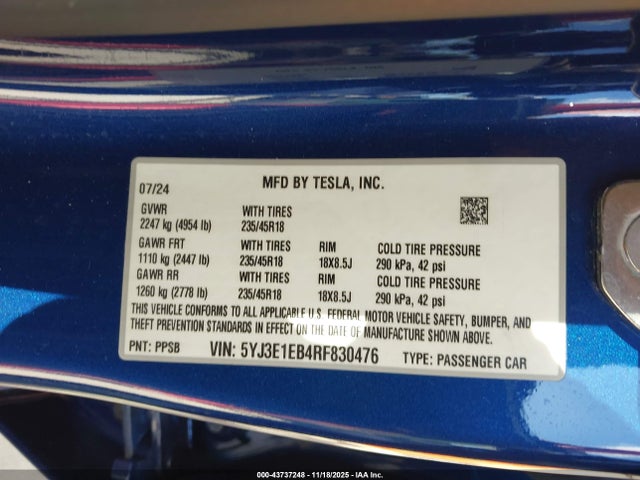 07/24 MFD BY TESLA, INC.
GVWR WITH TIRES
2247 kg (4954 lb) 235/45R18
GAWR FRT WITH TIRES RIM COLD TIRE PRESSURE
1110 kg (2447 lb) 235/45R18 18X8.5J 290 kPa, 42 psi
GAWR RR WITH TIRES RIM COLD TIRE PRESSURE
1260 kg (2778 lb) 235/45R18 18X8.5J 290 kPa, 42 psi
THIS VEHICLE CONFORMS TO ALL APPLICABLE U.S. FEDERAL MOTOR VEHICLE SAFETY, BUMPER, AND
THEFT PREVENTION STANDARDS IN EFFECT ON THE DATE OF MANUFACTURE SHOWN ABOVE.
PNT: PPSB VIN: 5YJ3E1EB4RF830476 TYPE: PASSENGER CAR
000-43737248 - 11/18/2025 - IAA Inc.